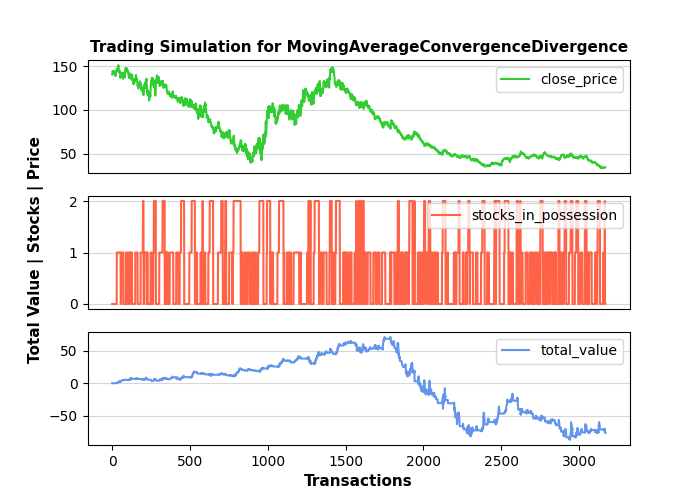 Trading Simulation for MovingAverageConvergenceDivergence
150
100
50
close_price
2
1
0
stocks_in_possession
50
0
−50
total_value
0
500
1000
1500
2000
2500
3000
Transactions
Total Value | Stocks | Price